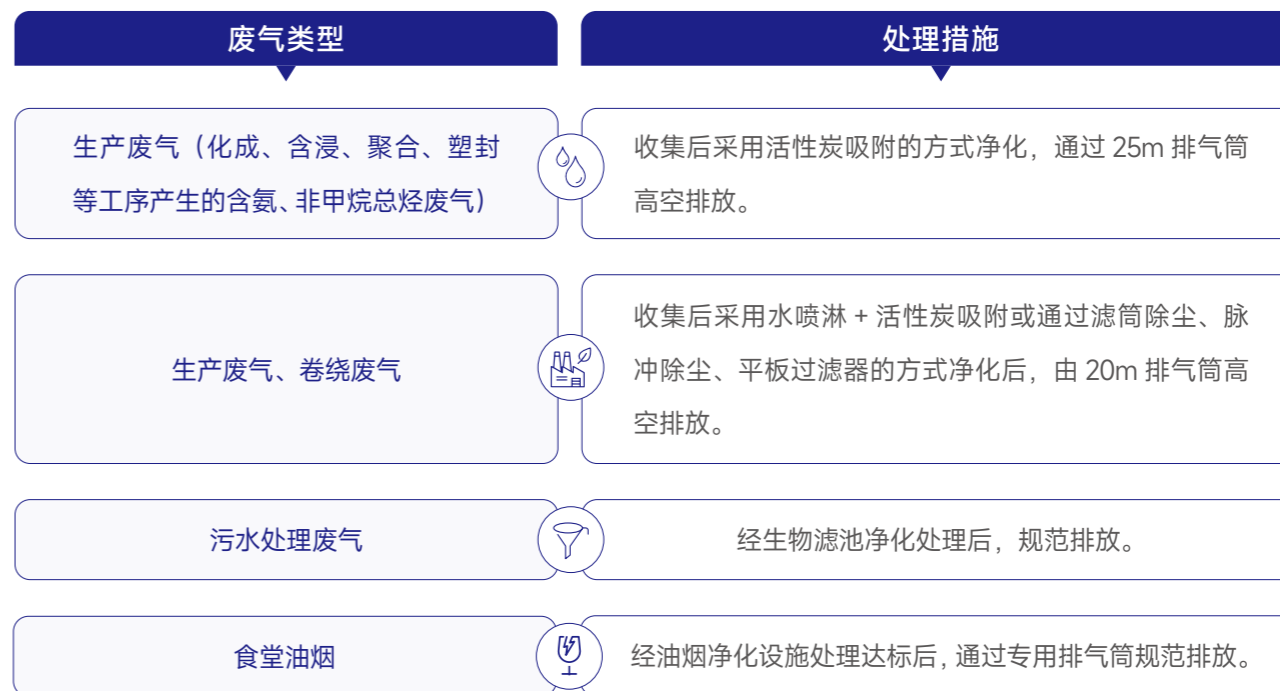 废气类型
处理措施
生产废气（化成、含浸、聚合、塑封
等工序产生的含氨、非甲烷总烃废气）
收集后采用活性炭吸附的方式净化，通过 25m 排气筒
高空排放。
生产废气、卷绕废气
收集后采用水喷淋 + 活性炭吸附或通过滤筒除尘、脉
冲除尘、平板过滤器的方式净化后，由 20m 排气筒高
空排放。
污水处理废气
经生物滤池净化处理后，规范排放。
食堂油烟
经油烟净化设施处理达标后，通过专用排气筒规范排放。